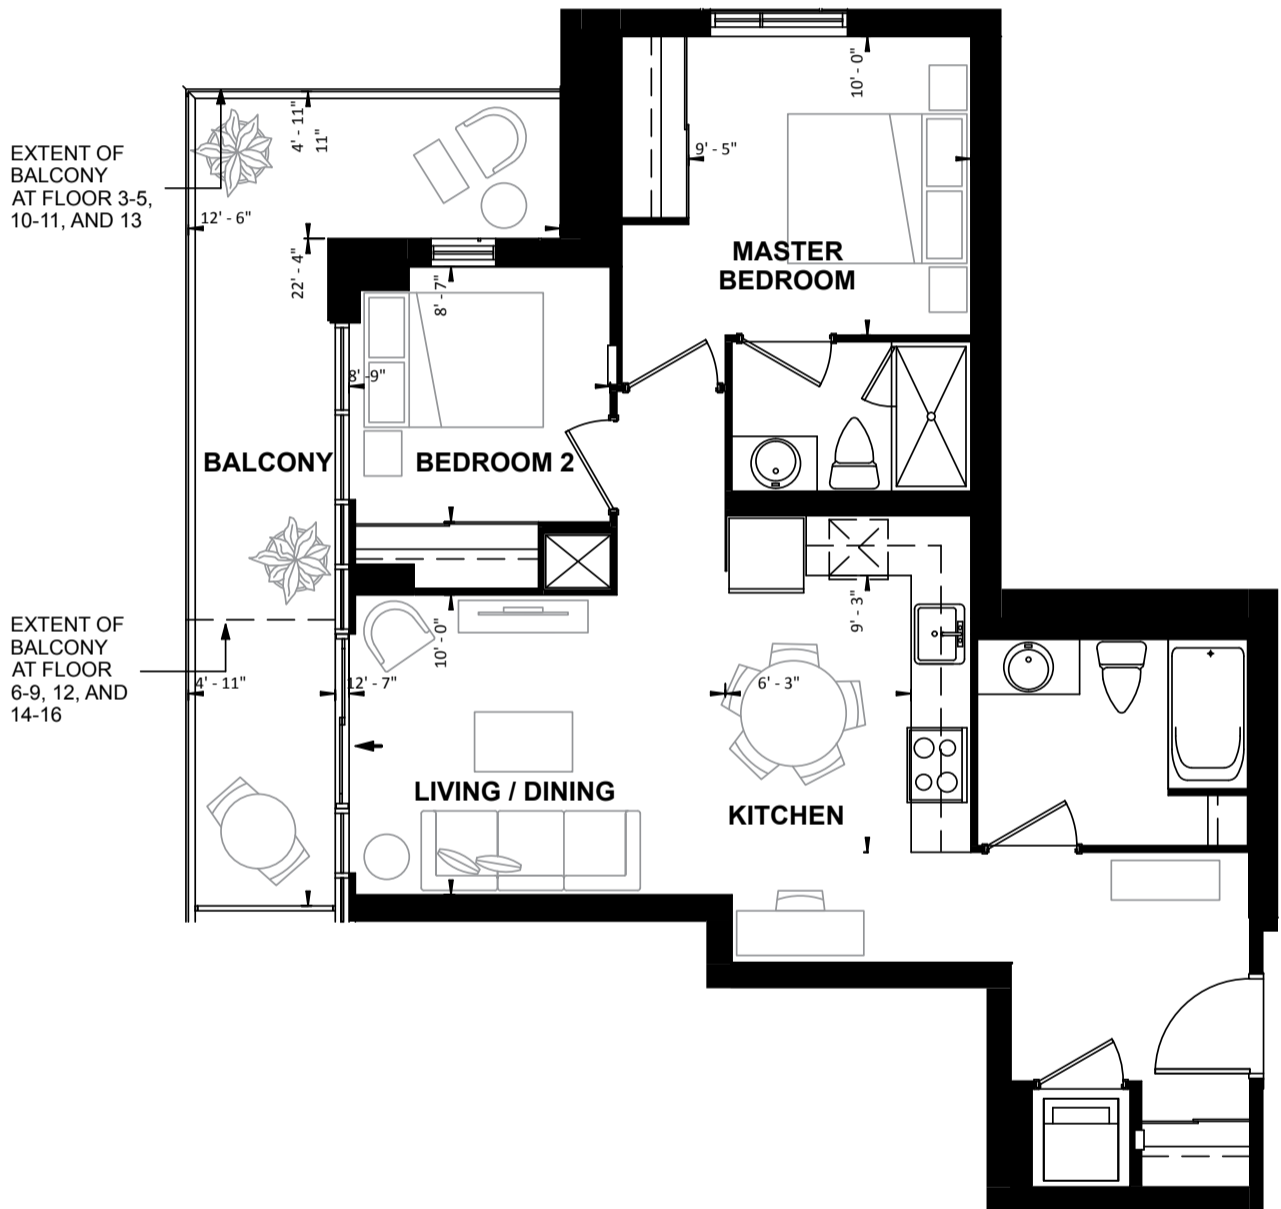 10' - 0"
EXTENT OF
BALCONY
AT FLOOR 3-5,
10-11, AND 13
4' - 11"
11"
9' - 5"
12' - 6"
MASTER
BEDROOM
22' - 4"
8' - 7"
8' -9"
BALCONY
BEDROOM 2
EXTENT OF
BALCONY
AT FLOOR
6-9, 12, AND
14-16
10' - 0"
9' - 3"
4' - 11"
12' - 7"
6' - 3"
LIVING / DINING
KITCHEN